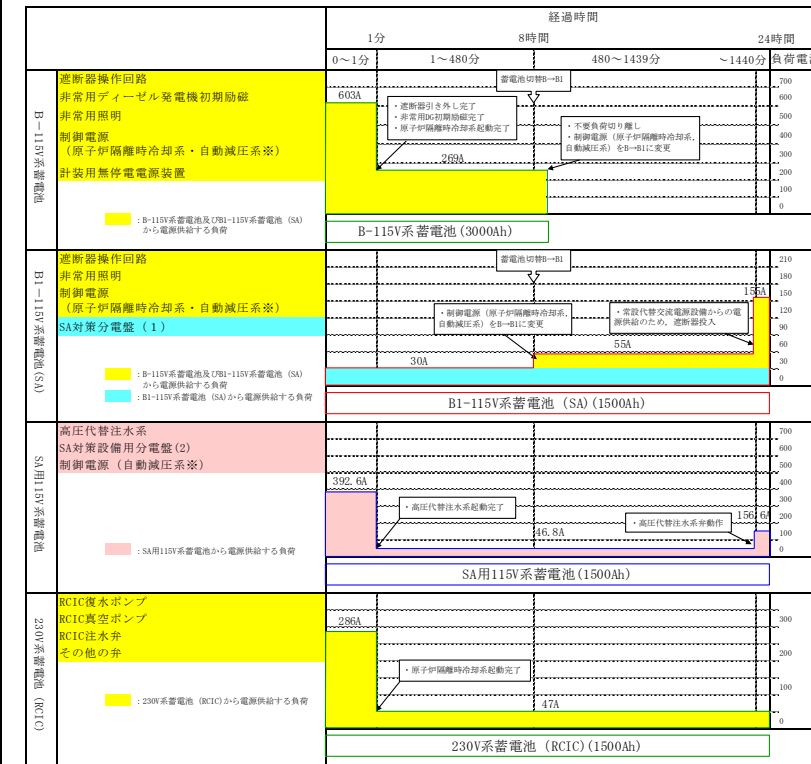 経過時間
1分
8時間
24時間
0～1分
1～480分
480～1439分
～1440分
負荷電
B－115V系蓄電池
遮断器操作回路
非常用ディーゼル発電機初期励磁
非常用照明
制御電源
（原子炉隔離時冷却系・自動減圧系※）
計装用無停電電源装置
：B-115V系蓄電池及びB1-115V系蓄電池（SA）
から電源供給する負荷
603A
・遮断器引き外し完了
・非常用DG初期励磁完了
・原子炉隔離時冷却系起動完了
蓄電池切替B→B1
・不要負荷切り離し
・制御電源（原子炉隔離時冷却系，
自動減圧系）をB→B1に変更
269A
700
600
500
400
300
200
100
0
B-115V系蓄電池(3000Ah)
B1－115V系蓄電池(SA)
遮断器操作回路
非常用照明
制御電源
（原子炉隔離時冷却系・自動減圧系※）
SA対策分電盤（1）
：B-115V系蓄電池及びB1-115V系蓄電池（SA）
から電源供給する負荷
：B1-115V系蓄電池（SA)から電源供給する負荷
蓄電池切替B→B1
・制御電源（原子炉隔離時冷却系，
自動減圧系）をB→B1に変更
・常設代替交流電源設備からの電
源供給のため，遮断器投入
30A
55A
155A
210
180
150
120
90
60
30
0
B1-115V系蓄電池（SA)(1500Ah)
SA用115V系蓄電池
高圧代替注水系
SA対策設備用分電盤(2)
制御電源（自動減圧系※）
：SA用115V系蓄電池から電源供給する負荷
392.6A
・高圧代替注水系起動完了
46.8A
・高圧代替注水系弁動作
156.6A
700
600
500
400
300
200
100
0
SA用115V系蓄電池(1500Ah)
230V系蓄電池（RCIC)
RCIC復水ポンプ
RCIC真空ポンプ
RCIC注水弁
その他の弁
：230V系蓄電池（RCIC)から電源供給する負荷
286A
・原子炉隔離時冷却系起動完了
47A
300
200
100
0
230V系蓄電池（RCIC)(1500Ah)